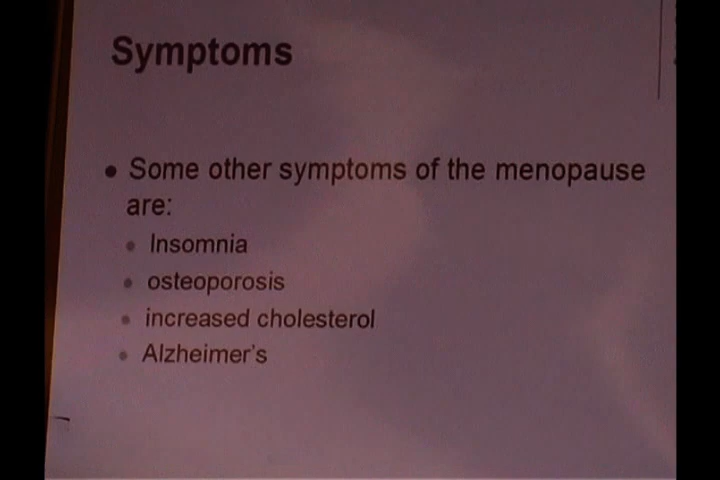 Symptoms
Some other symptoms of the menopause
are:
Insomnia
osteoporosis
increased cholesterol
Alzheimer's